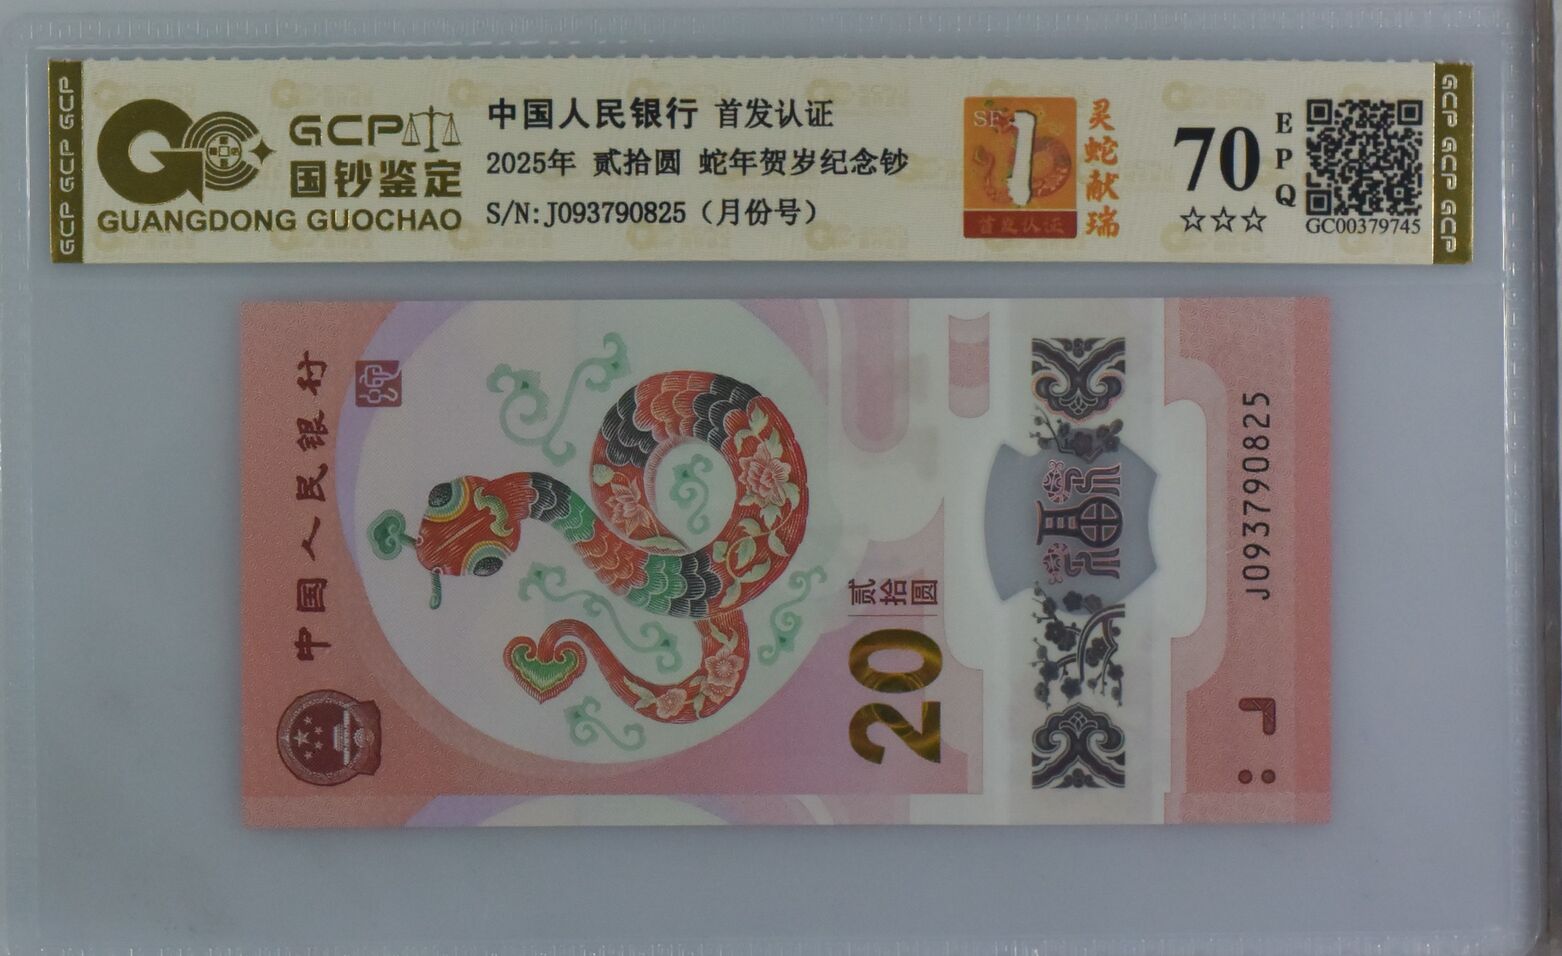 GCP GCP GCP
GCP
国钞鉴定
GUANGDONG GUOCHAO
中国人民银行 首发认证
2025年 贰拾圆 蛇年贺岁纪念钞
S/N:J093790825（月份号）
1
首发认证
灵蛇献瑞
70
EPQ
☆☆☆
GC00379745
GCP GCP GCP
中国人民银行
蛇
20
贰拾圆
福
J093790825